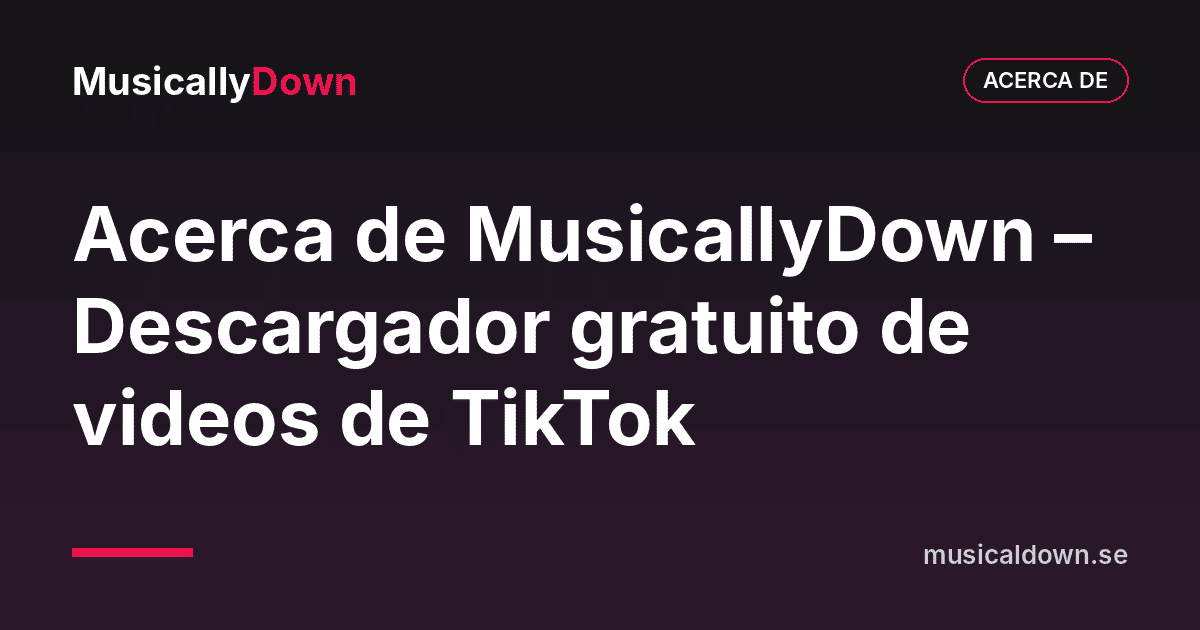 MusicallyDown
ACERCA DE
Acerca de MusicallyDown –
Descargador gratuito de
videos de TikTok
musicaldown.se